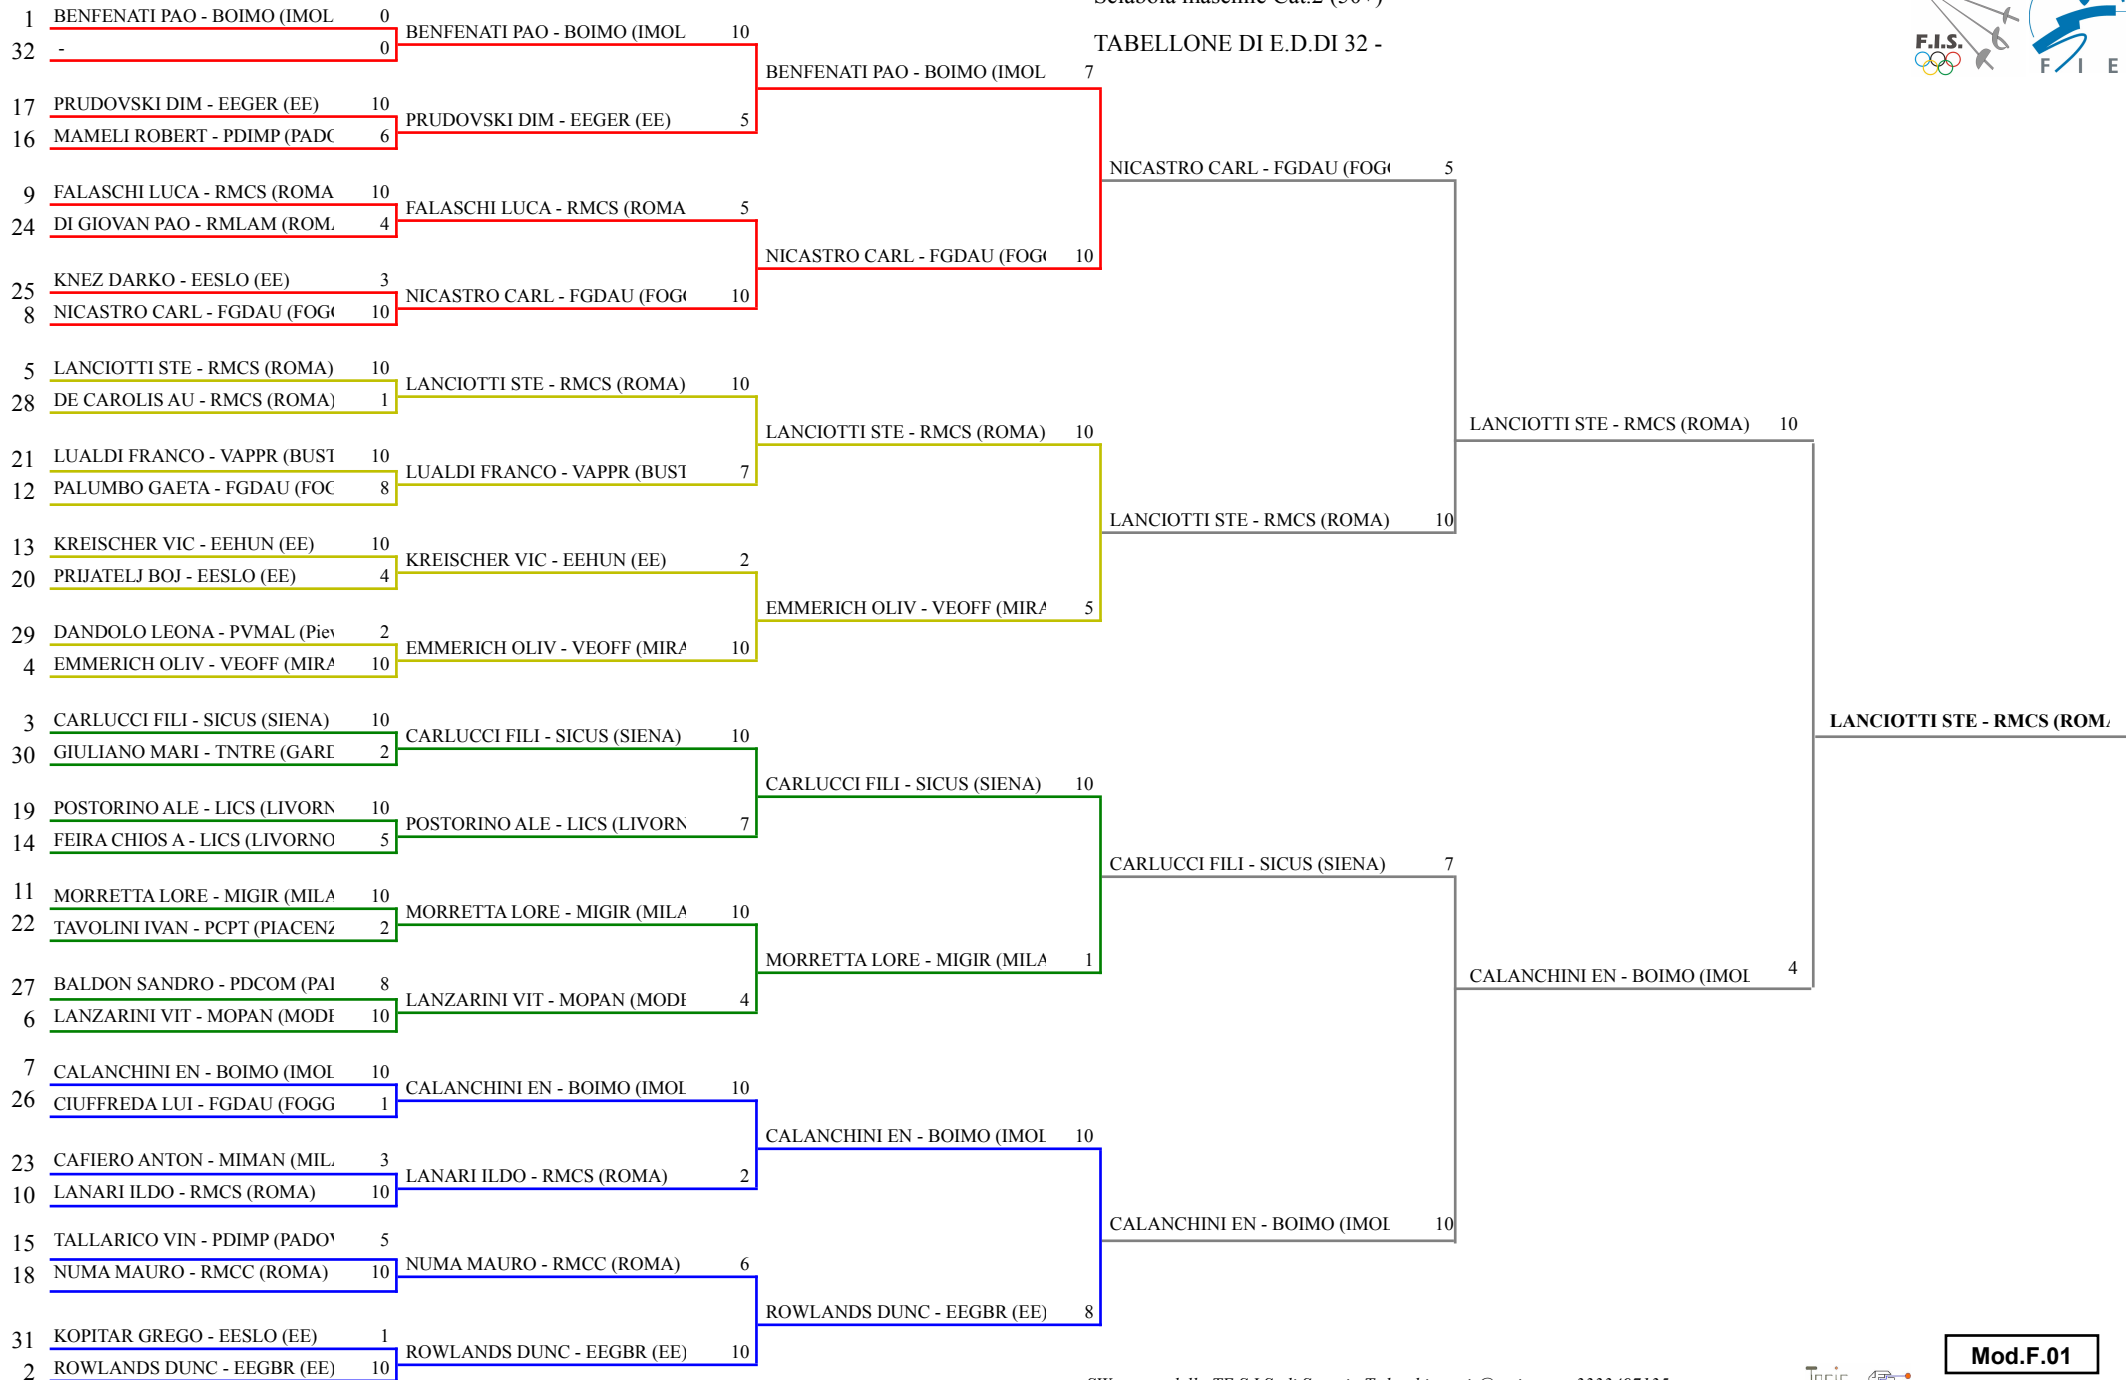 TABELLONE DI E.D.DI 32 -
F.I.S.
F I E
1 BENFENATI PAO - BOIMO (IMOL 0
32 - 0
17 PRUDOVSKI DIM - EEGER (EE) 10
16 MAMELI ROBERT - PDIMP (PADO 6
9 FALASCHI LUCA - RMCS (ROMA 10
24 DI GIOVAN PAO - RMLAM (ROM 4
25 KNEZ DARKO - EESLO (EE) 3
8 NICASTRO CARL - FGDAU (FOG 10
5 LANCIOTTI STE - RMCS (ROMA) 10
28 DE CAROLIS AU - RMCS (ROMA) 1
21 LUALDI FRANCO - VAPPR (BUST 10
12 PALUMBO GAETA - FGDAU (FOG 8
13 KREISCHER VIC - EEHUN (EE) 10
20 PRIJATELJ BOJ - EESLO (EE) 4
29 DANDOLO LEONA - PVMAL (Piev 2
4 EMMERICH OLIV - VEOFF (MIRA 10
3 CARLUCCI FILI - SICUS (SIENA) 10
30 GIULIANO MARI - TNTRE (GARD 2
19 POSTORINO ALE - LICS (LIVORN 10
14 FEIRA CHIOS A - LICS (LIVORNO 5
11 MORRETTA LORE - MIGIR (MILA 10
22 TAVOLINI IVAN - PCPT (PIACENZ 2
27 BALDON SANDRO - PDCOM (PAI 8
6 LANZARINI VIT - MOPAN (MODE 10
7 CALANCHINI EN - BOIMO (IMOL 10
26 CIUFFREDA LUI - FGDAU (FOGG 1
23 CAFIERO ANTON - MIMAN (MIL 3
10 LANARI ILDO - RMCS (ROMA) 10
15 TALLARICO VIN - PDIMP (PADOV 5
18 NUMA MAURO - RMCC (ROMA) 10
31 KOPITAR GREGO - EESLO (EE) 1
2 ROWLANDS DUNC - EEGBR (EE) 10
BENFENATI PAO - BOIMO (IMOL 10
PRUDOVSKI DIM - EEGER (EE) 5
FALASCHI LUCA - RMCS (ROMA 5
NICASTRO CARL - FGDAU (FOG 10
LANCIOTTI STE - RMCS (ROMA) 10
LUALDI FRANCO - VAPPR (BUST 7
KREISCHER VIC - EEHUN (EE) 2
EMMERICH OLIV - VEOFF (MIRA 10
CARLUCCI FILI - SICUS (SIENA) 10
POSTORINO ALE - LICS (LIVORN 7
MORRETTA LORE - MIGIR (MILA 10
LANZARINI VIT - MOPAN (MODE 4
CALANCHINI EN - BOIMO (IMOL 10
LANARI ILDO - RMCS (ROMA) 2
NUMA MAURO - RMCC (ROMA) 6
ROWLANDS DUNC - EEGBR (EE) 10
BENFENATI PAO - BOIMO (IMOL 7
NICASTRO CARL - FGDAU (FOG 10
LANCIOTTI STE - RMCS (ROMA) 10
EMMERICH OLIV - VEOFF (MIRA 5
CARLUCCI FILI - SICUS (SIENA) 10
MORRETTA LORE - MIGIR (MILA 1
CALANCHINI EN - BOIMO (IMOL 10
ROWLANDS DUNC - EEGBR (EE) 8
NICASTRO CARL - FGDAU (FOG 5
LANCIOTTI STE - RMCS (ROMA) 10
CARLUCCI FILI - SICUS (SIENA) 7
CALANCHINI EN - BOIMO (IMOL 10
LANCIOTTI STE - RMCS (ROMA) 10
CALANCHINI EN - BOIMO (IMOL 4
LANCIOTTI STE - RMCS (ROMA
Mod.F.01